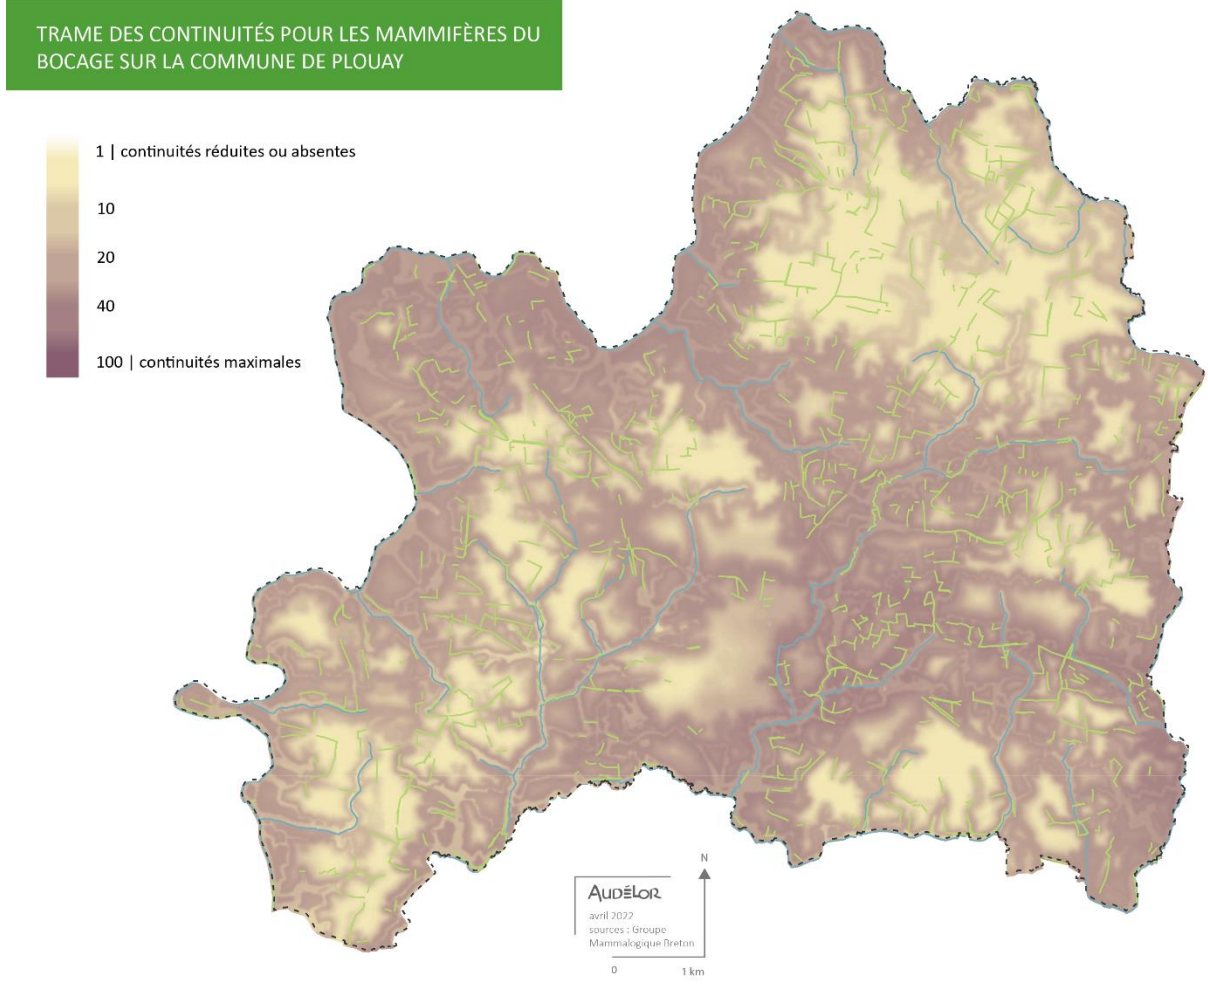 TRAME DES CONTINUITÉS POUR LES MAMMIFÈRES DU
BOCAGE SUR LA COMMUNE DE PLOUAY
1 | continuités réduites ou absentes
10
20
40
100 | continuités maximales
N
AUDÉLOR
avril 2022
sources : Groupe
Mammalogique Breton
0 1 km